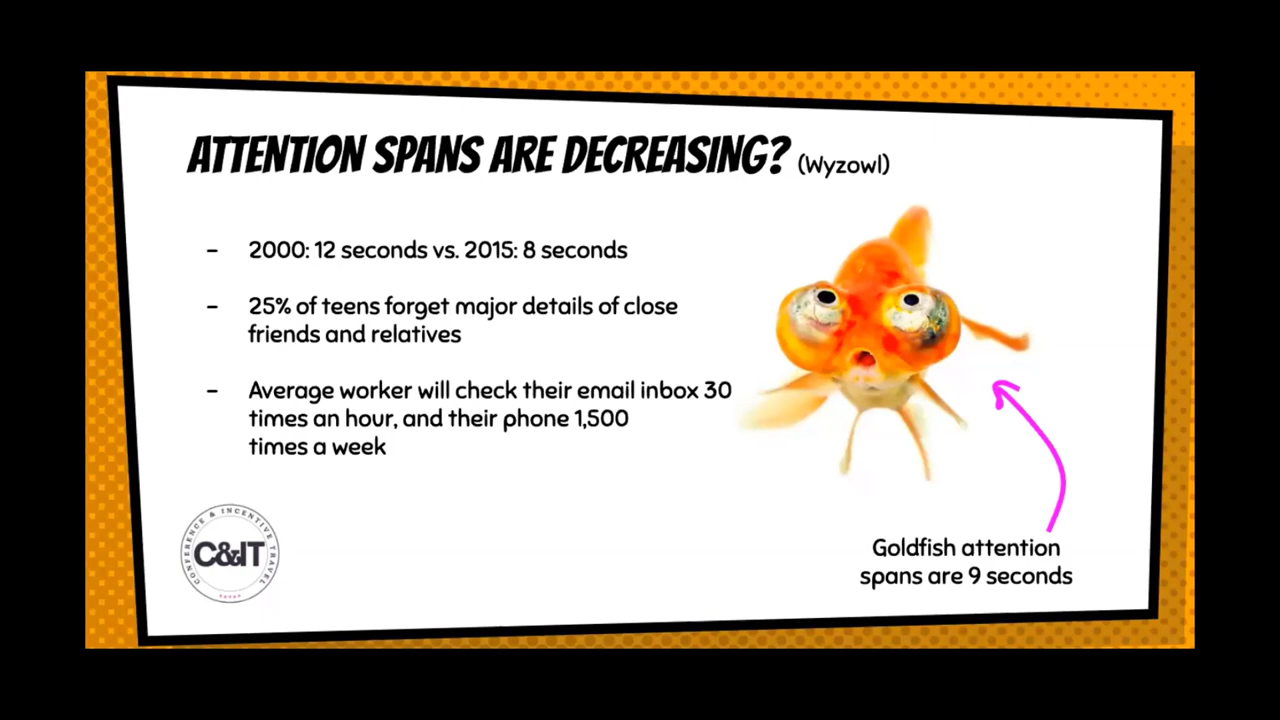 ATTENTION SPANS ARE DECREASING? (Wyzowl)
- 2000: 12 seconds vs. 2015: 8 seconds
- 25% of teens forget major details of close
friends and relatives
- Average worker will check their email inbox 30
times an hour, and their phone 1,500
times a week
CONFERENCE & INCENTIVE TRAVEL
C&IT
Goldfish attention
spans are 9 seconds